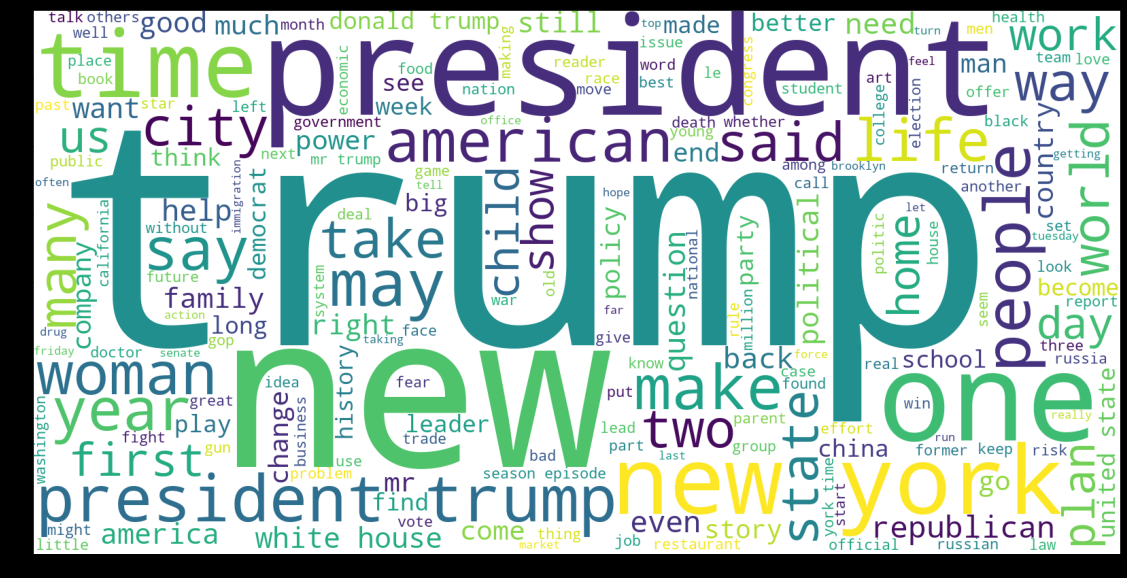 talk others
good
much
month
donald trump
still
top
made
better
need
turn
men
health
work
well
time
president
place
book
economic
food
see
making
reader
race
move
issue
word
best
le
congress
student
art
feel
man
team love
offer
way
past
want
star
left
week
nation
city
government
office
death
whether
young
college
election
black
us
power
american
end
said
life
country
world
public
think
next
mr trump
among
brooklyn
return
getting
often
trump
game
tell
hope
call
another
people
many
company
california
help
immigration
democrat
deal
big
child
show
policy
party
political
politic
home
let
house
set
tuesday
without
say
take
old
question
national
look
future
system
may
war
far
million
rule
seem
become
report
family
action
long
right
face
give
day
drug
gop
taking
three
friday
doctor
senate
new
history
know
back
force
case
real
school
russia
woman
idea
fear
put
make
found
one
plan
united state
year
great
change
business
play
leader
trade
lead
two
parent
state
win
really
washington
fight
gun
first
use
bad
part
group
effort
china
run
former
keep
risk
problem
season episode
last
new york
go
president trump
mr
find
york time
start
might
vote
even
story
republican
america
white house
come
thing
little
market
job
restaurant
official
russian
law